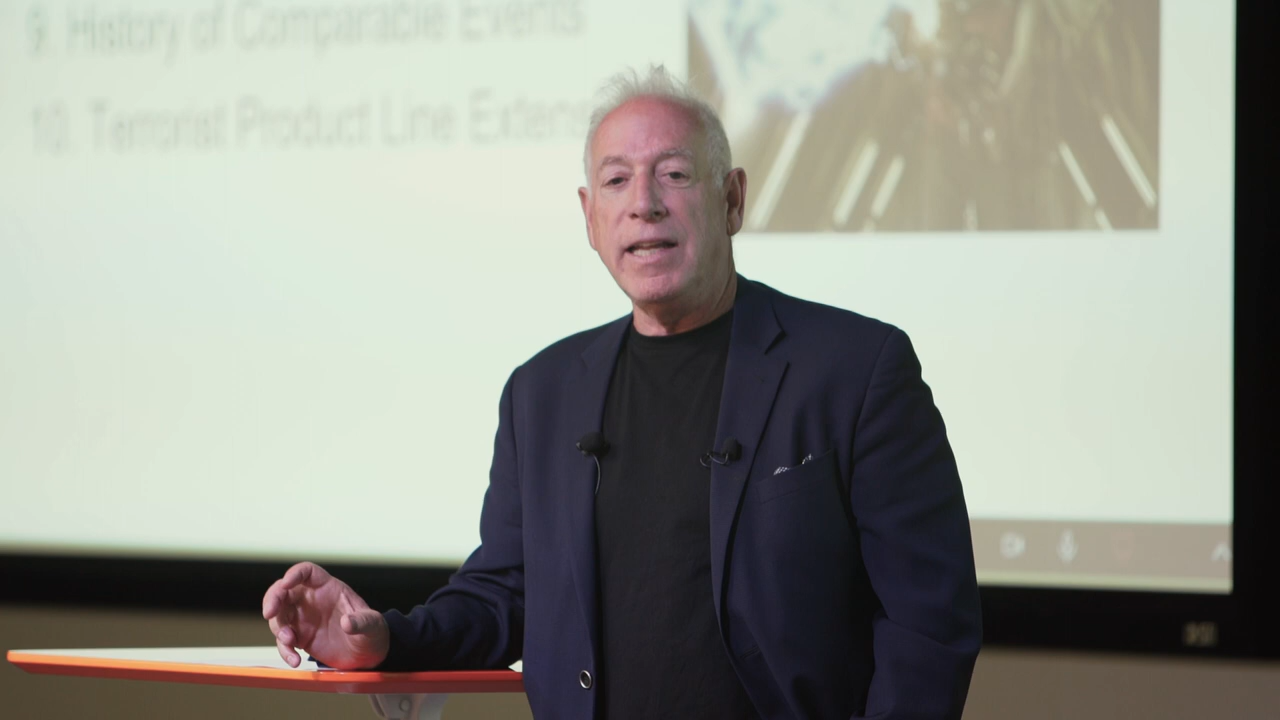 9. History of Comparable Events
10. Terrorist Product Line